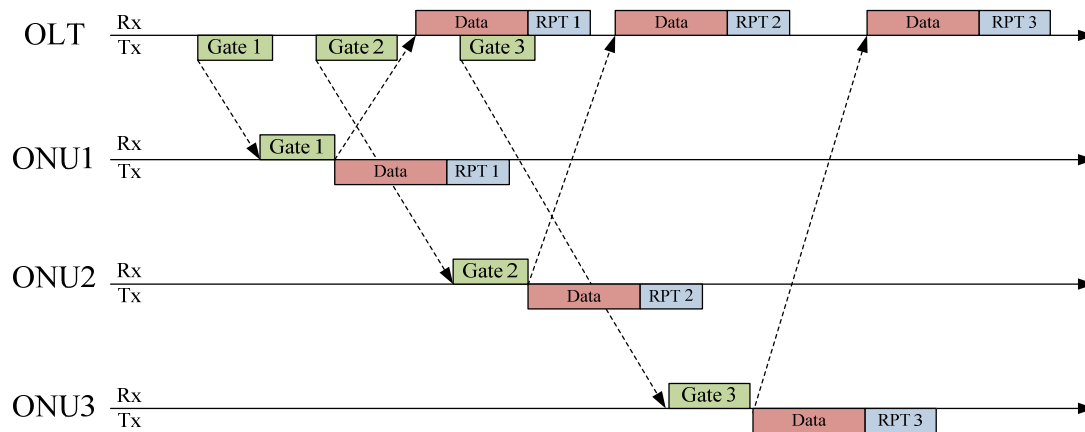 Rx
Data
RPT 1
Data
RPT 2
Data
RPT 3
OLT
Tx
Gate 1
Gate 2
Gate 3
Rx
Gate 1
ONU1
Tx
Data
RPT 1
Rx
Gate 2
ONU2
Tx
Data
RPT 2
Rx
Gate 3
ONU3
Tx
Data
RPT 3